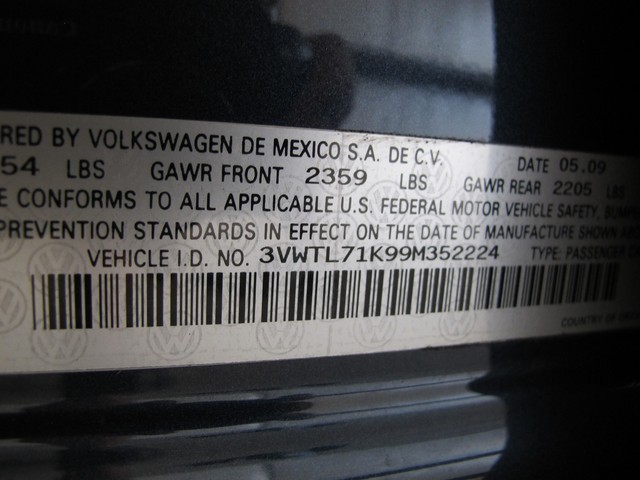 RED BY VOLKSWAGEN DE MEXICO S.A. DE C.V. DATE 05.09
54 LBS GAWR FRONT 2359 LBS GAWR REAR 2205 LBS
E CONFORMS TO ALL APPLICABLE U.S. FEDERAL MOTOR VEHICLE SAFETY, BUMP
PREVENTION STANDARDS IN EFFECT ON THE DATE OF MANUFACTURE SHOWN
VEHICLE I.D. NO. 3VWTL71K99M352224 TYPE: PASSENGER
COUNTRY OF